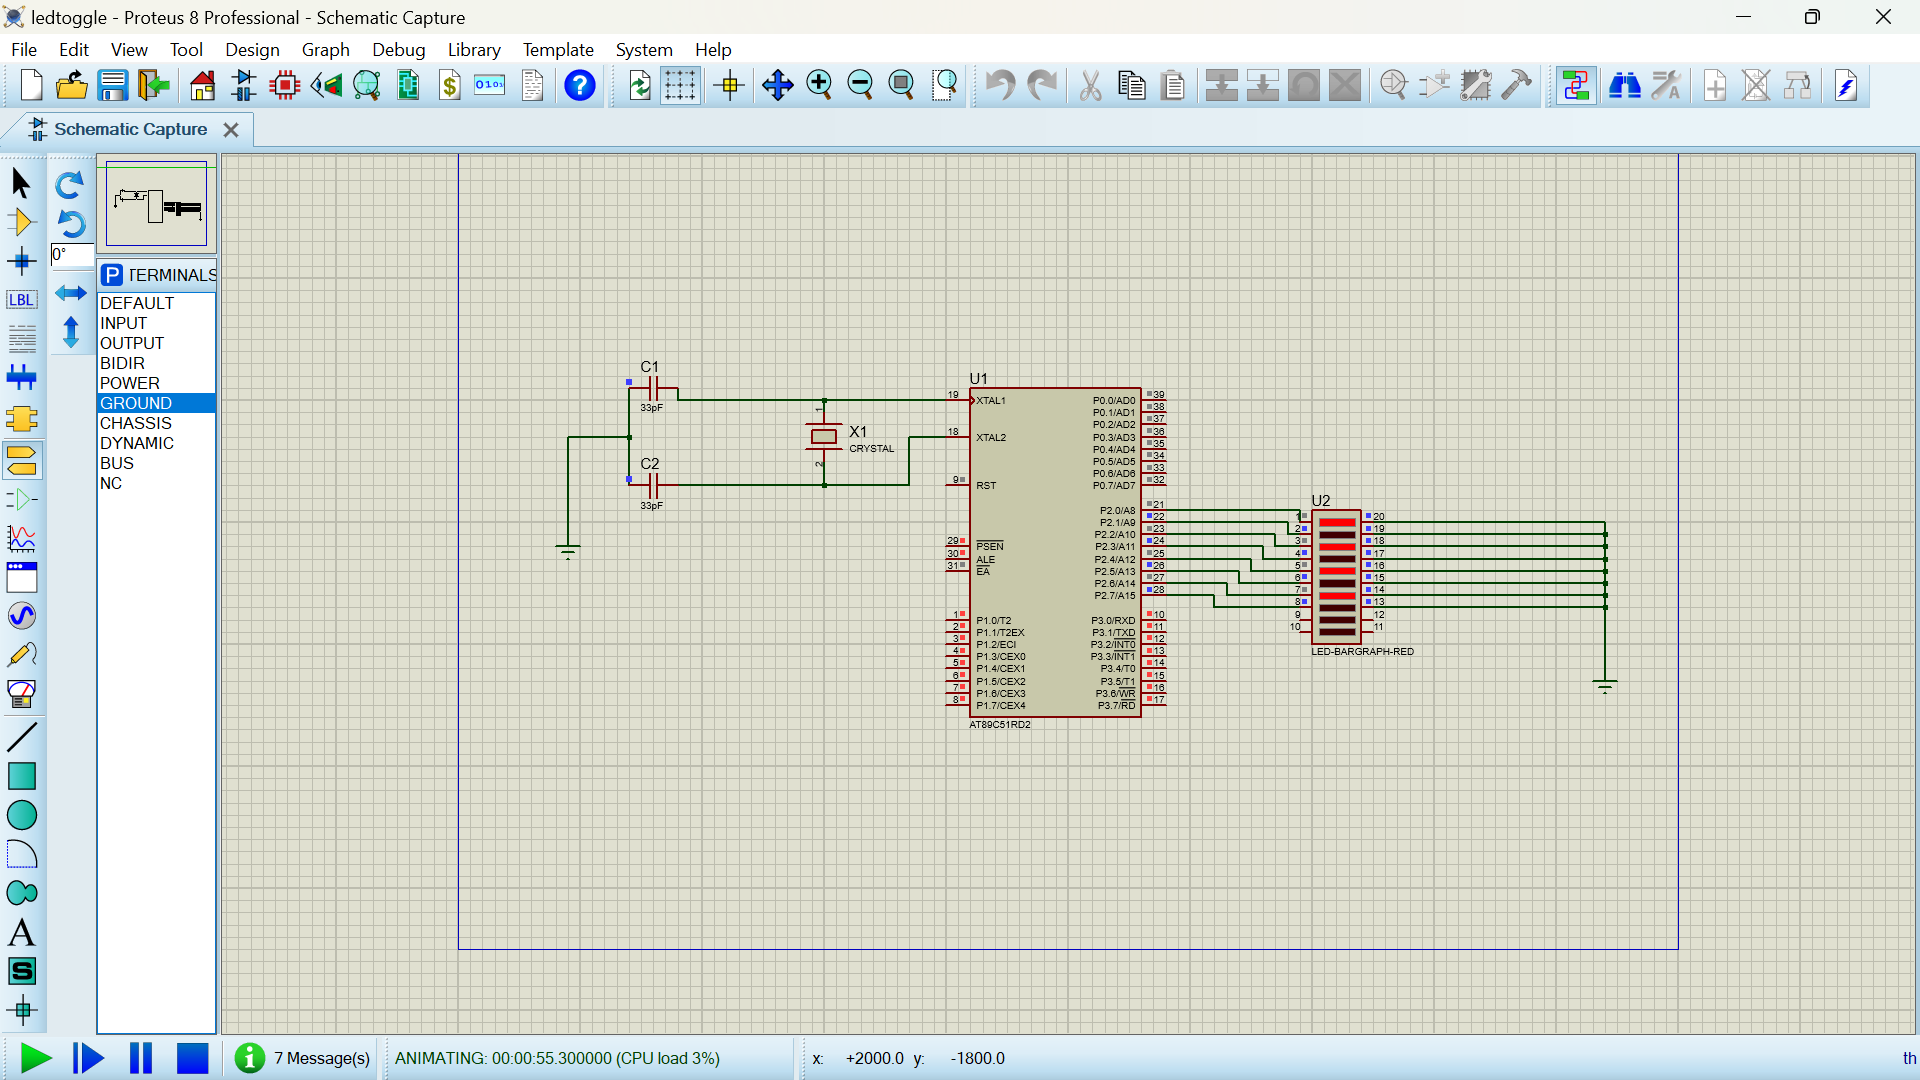 ledtoggle - Proteus 8 Professional - Schematic Capture
File Edit View Tool Design Graph Debug Library Template System Help
Schematic Capture
0°
LBL
P TERMINALS
DEFAULT
INPUT
OUTPUT
BIDIR
POWER
GROUND
CHASSIS
DYNAMIC
BUS
NC
C1
33pF
C2
33pF
1
X1
CRYSTAL
2
U1
19 XTAL1
18 XTAL2
9 RST
29 PSEN
30 ALE
31 EA
1 P1.0/T2
2 P1.1/T2EX
3 P1.2/ECI
4 P1.3/CEX0
5 P1.4/CEX1
6 P1.5/CEX2
7 P1.6/CEX3
8 P1.7/CEX4
P0.0/AD0 39
P0.1/AD1 38
P0.2/AD2 37
P0.3/AD3 36
P0.4/AD4 35
P0.5/AD5 34
P0.6/AD6 33
P0.7/AD7 32
P2.0/A8 21
P2.1/A9 22
P2.2/A10 23
P2.3/A11 24
P2.4/A12 25
P2.5/A13 26
P2.6/A14 27
P2.7/A15 28
P3.0/RXD 10
P3.1/TXD 11
P3.2/INT0 12
P3.3/INT1 13
P3.4/T0 14
P3.5/T1 15
P3.6/WR 16
P3.7/RD 17
AT89C51RD2
U2
1 20
2 19
3 18
4 17
5 16
6 15
7 14
8 13
9 12
10 11
LED-BARGRAPH-RED
7 Message(s)
ANIMATING: 00:00:55.300000 (CPU load 3%)
x: +2000.0 y: -1800.0
th